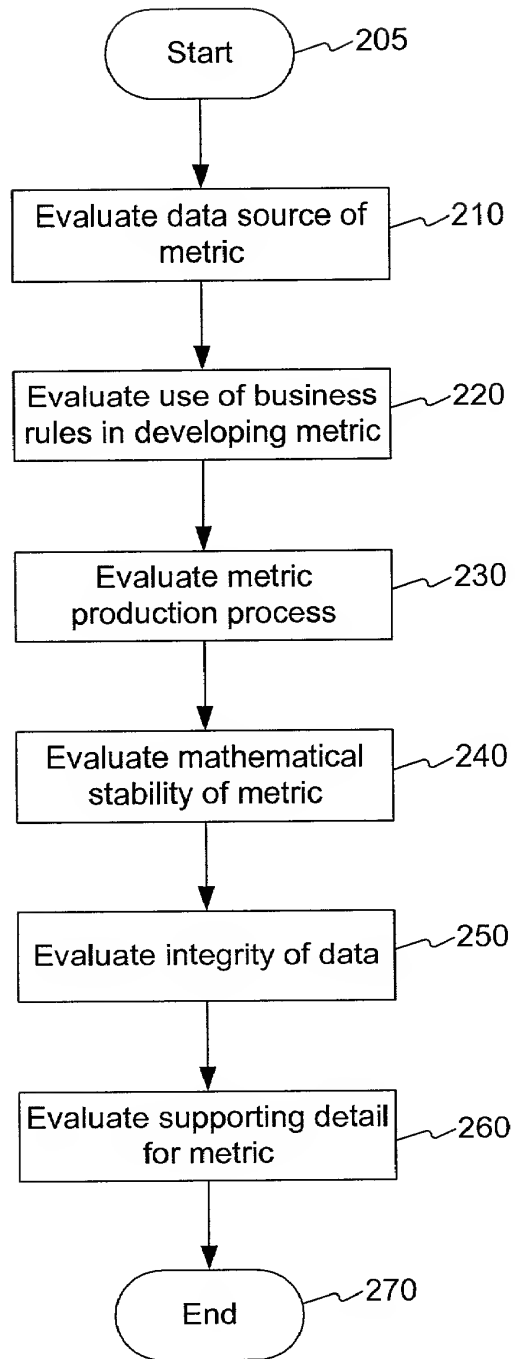 Start
205
Evaluate data source of
metric
210
Evaluate use of business
rules in developing metric
220
Evaluate metric
production process
230
Evaluate mathematical
stability of metric
240
Evaluate integrity of data
250
Evaluate supporting detail
for metric
260
End
270